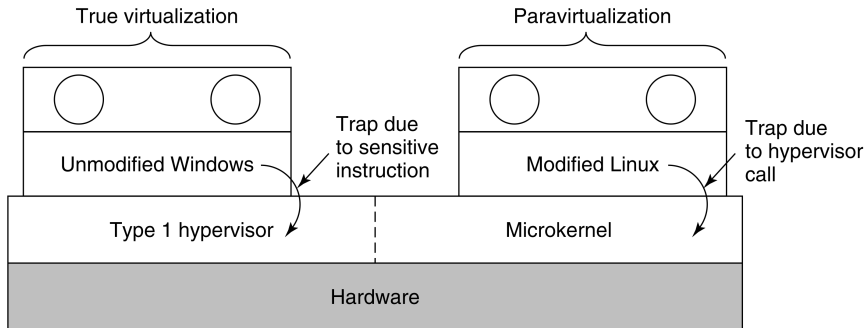 True virtualization
Paravirtualization
Trap due
to sensitive
instruction
Trap due
to hypervisor
call
Unmodified Windows
Modified Linux
Type 1 hypervisor
Microkernel
Hardware